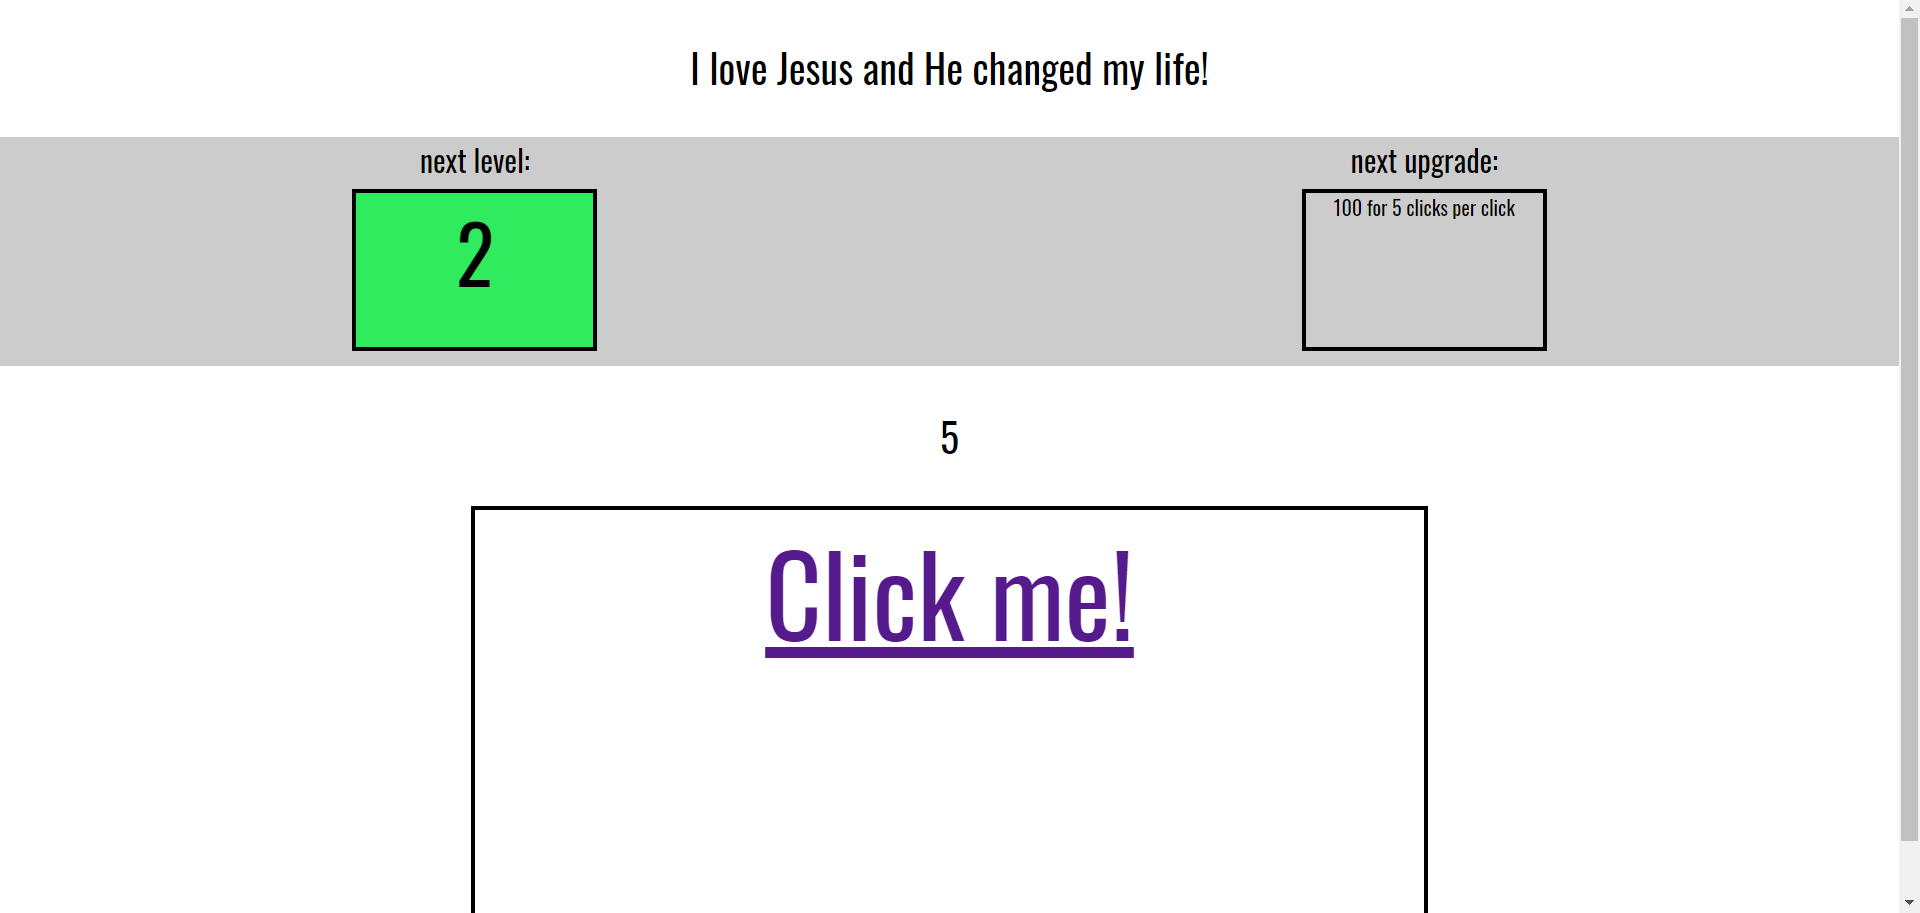 I love Jesus and He changed my life!
next level:
2
next upgrade:
100 for 5 clicks per click
5
Click me!